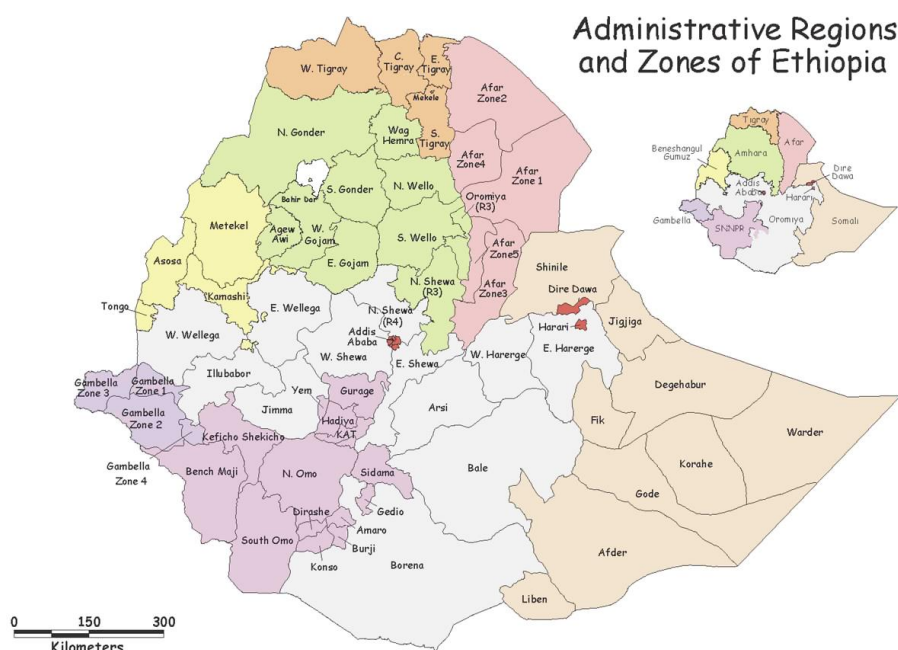 Administrative Regions
and Zones of Ethiopia
W. Tigray
C.
Tigray
E.
Tigray
Mekele
S.
Tigray
Afar
Zone2
N. Gonder
Wag
Hemra
Afar
Zone4
Afar
Zone 1
Bahir Dar
S. Gonder
N. Wello
Oromiya
(R3)
Metekel
Agew
Awi
W.
Gojam
S. Wello
Afar
Zone5
Asosa
E. Gojam
N. Shewa
(R3)
Afar
Zone3
Shinile
Kamashi
Tongo
E. Wellega
N. Shewa
(R4)
Dire Dawa
W. Wellega
Addis
Ababa
Harari
Jigjiga
W. Shewa
E. Shewa
W. Harerge
E. Harerge
Illubabor
Gambella
Zone 3
Gambella
Zone 1
Yem
Gurage
Degehabur
Jimma
Arsi
Gambella
Zone 2
Hadiya
KAT
Fik
Warder
Keficho Shekicho
Gambella
Zone 4
Bench Maji
N. Omo
Sidama
Bale
Korahe
Gode
Gedio
Dirashe
Amaro
South Omo
Burji
Konso
Borena
Afder
Liben
Tigray
Beneshangul
Gumuz
Amhara
Afar
Dire
Dawa
Addis
Ababa
Harari
Gambella
SNNPR
Oromiya
Somali
0 150 300
Kilometers